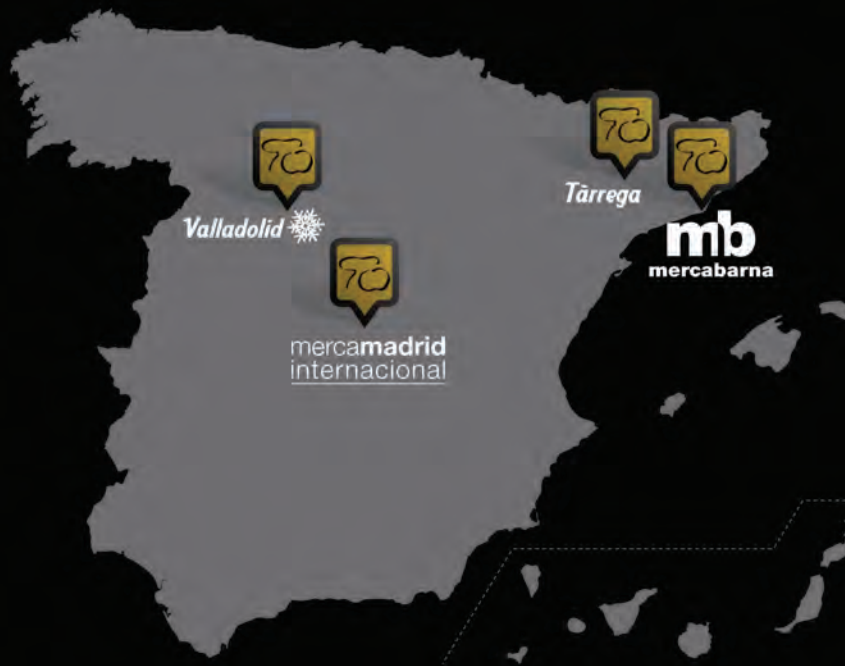 Valladolid
Tàrrega
mb
mercabarna
mercamadrid
internacional